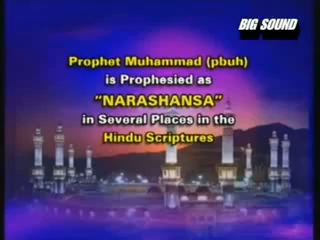 BIG SOUND
Prophet Muhammad (pbuh)
is Prophesied as
"NARASHANSA"
in Several Places in the
Hindu Scriptures